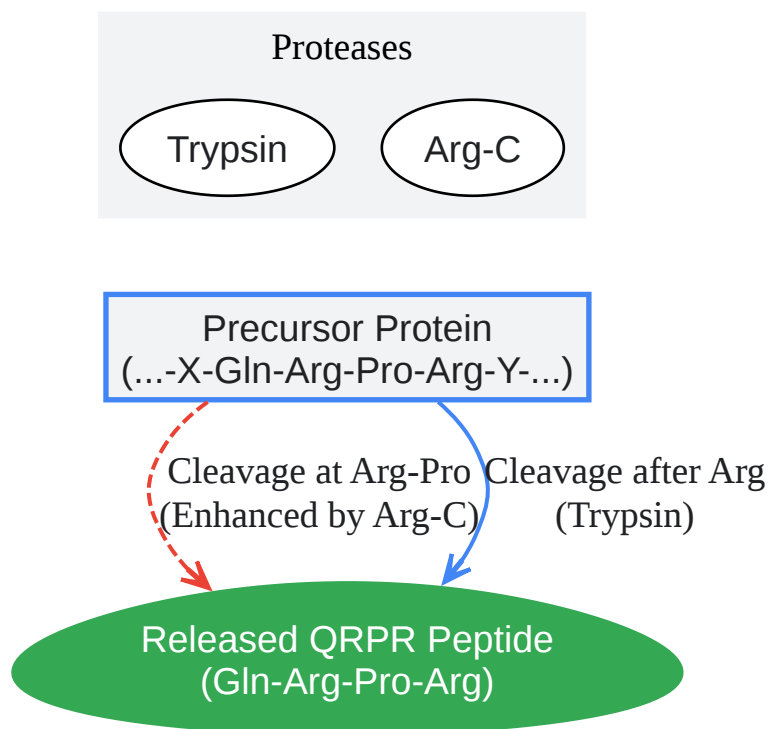 Proteases
Trypsin
Arg-C
Precursor Protein
(...-X-Gln-Arg-Pro-Arg-Y-...)
Cleavage at Arg-Pro
(Enhanced by Arg-C)
Cleavage after Arg
(Trypsin)
Released QRPR Peptide
(Gln-Arg-Pro-Arg)